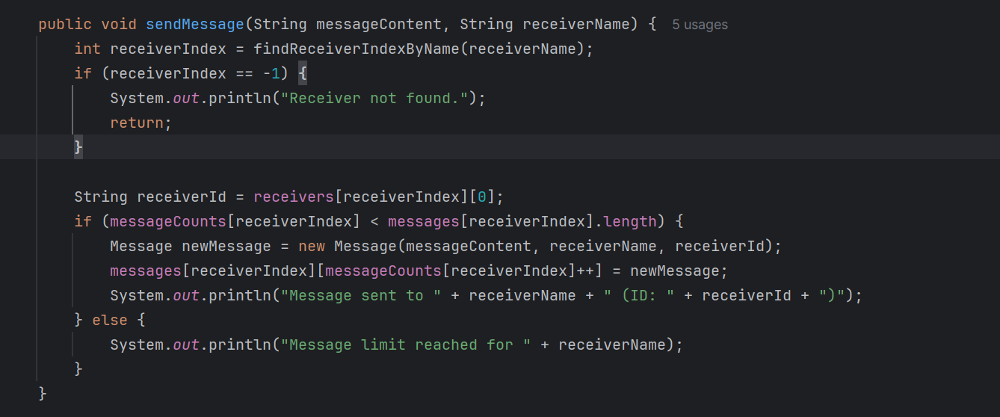 public void sendMessage(String messageContent, String receiverName) { 5 usages
    int receiverIndex = findReceiverIndexByName(receiverName);
    if (receiverIndex == -1) {
        System.out.println("Receiver not found.");
        return;
    }

    String receiverId = receivers[receiverIndex][0];
    if (messageCounts[receiverIndex] < messages[receiverIndex].length) {
        Message newMessage = new Message(messageContent, receiverName, receiverId);
        messages[receiverIndex][messageCounts[receiverIndex]++] = newMessage;
        System.out.println("Message sent to " + receiverName + " (ID: " + receiverId + ")");
    } else {
        System.out.println("Message limit reached for " + receiverName);
    }
}